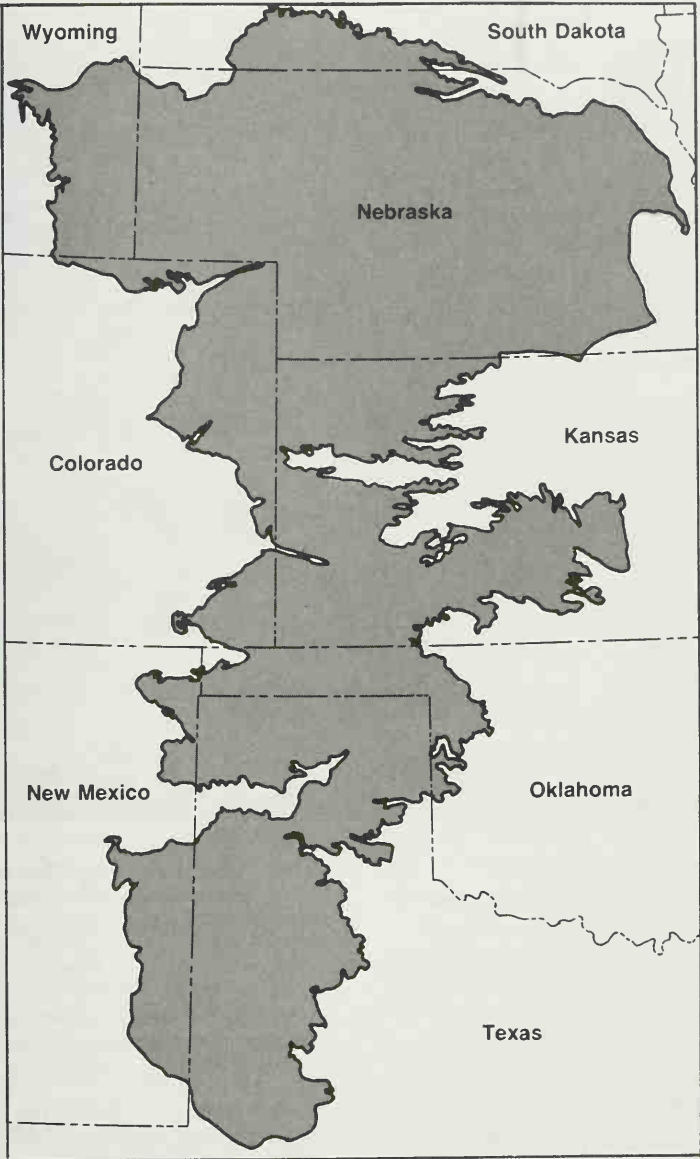 Wyoming
South Dakota
Nebraska
Colorado
Kansas
New Mexico
Oklahoma
Texas